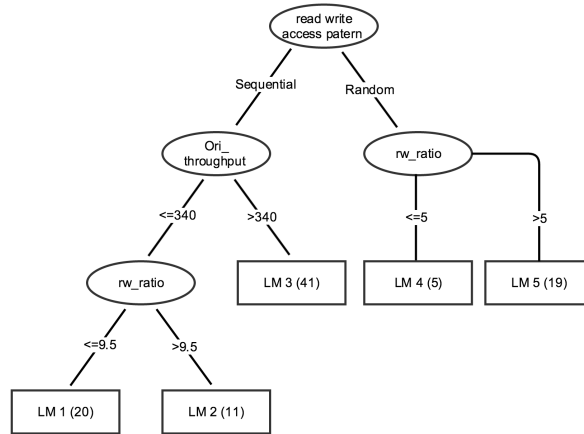 read write
access patern
Sequential
Random
Ori_
throughput
rw_ratio
<=340
>340
<=5
>5
rw_ratio
LM 3 (41)
LM 4 (5)
LM 5 (19)
<=9.5
>9.5
LM 1 (20)
LM 2 (11)